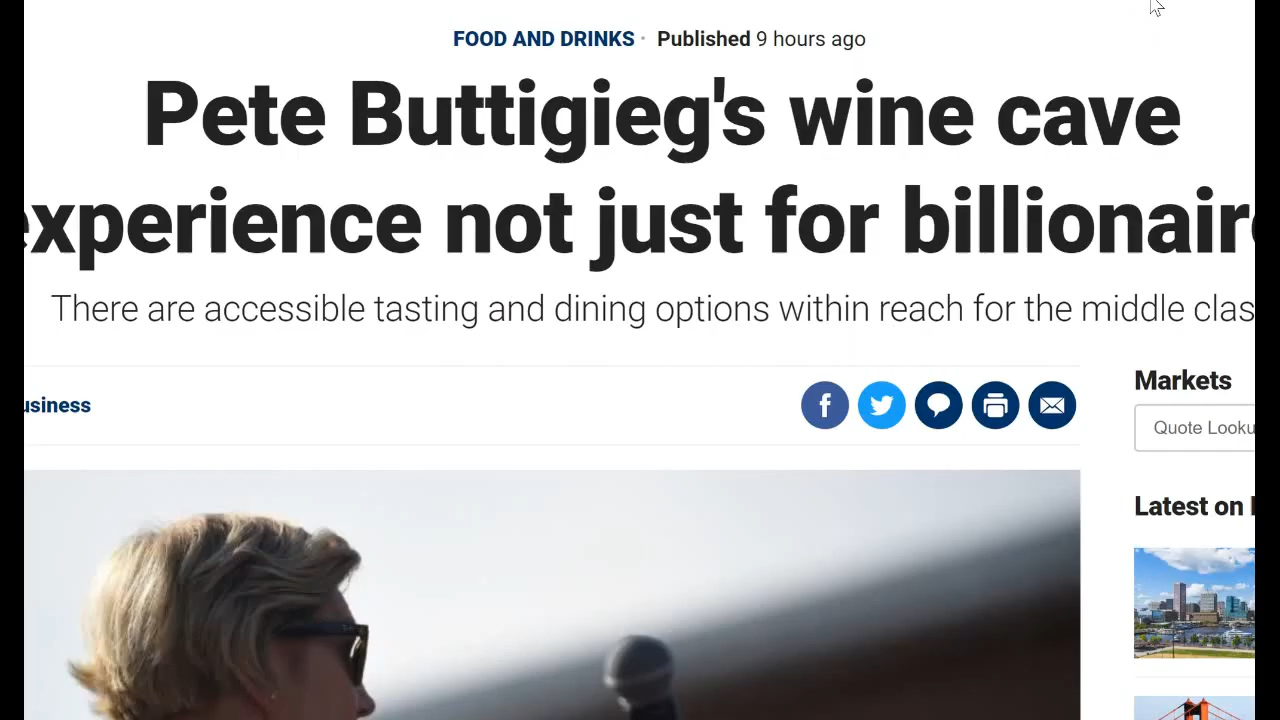 FOOD AND DRINKS · Published 9 hours ago
Pete Buttigieg's wine cave
experience not just for billionair
There are accessible tasting and dining options within reach for the middle clas
usiness
Markets
Quote Looku
Latest on